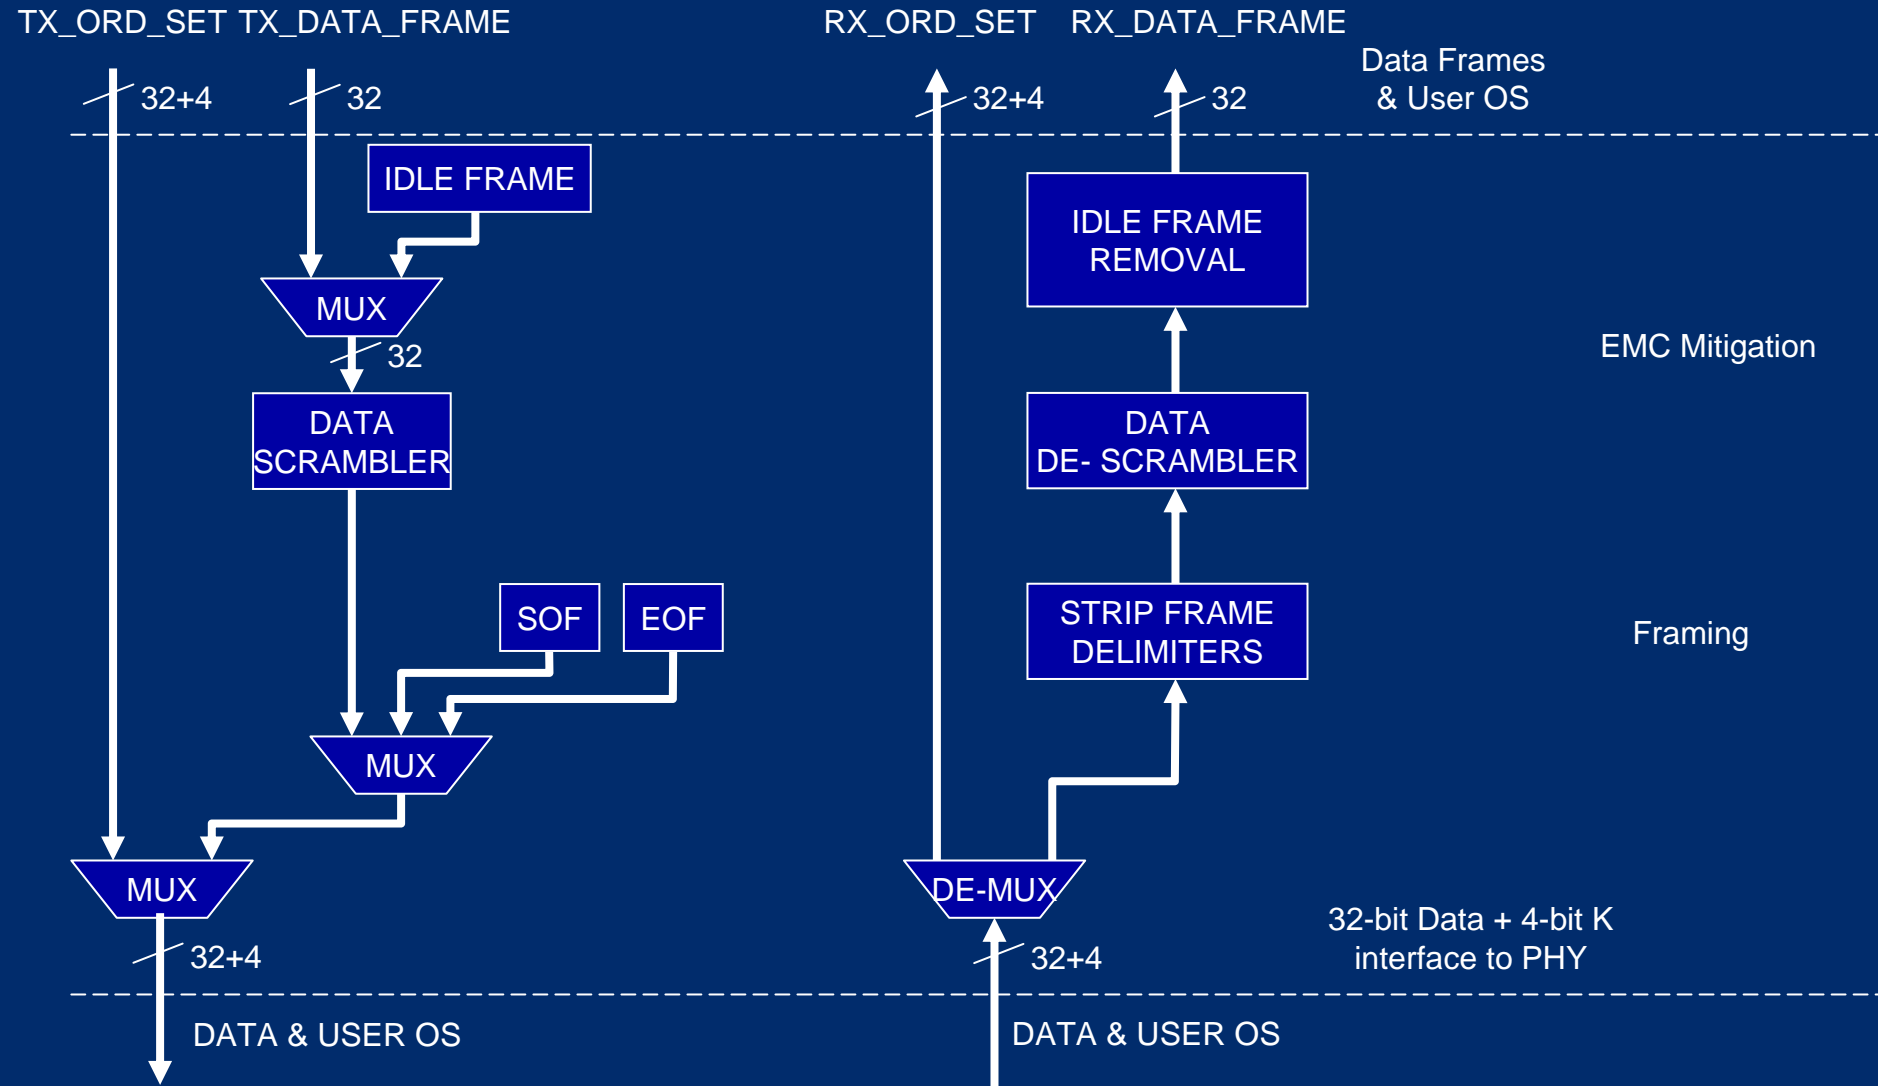 TX_ORD_SET TX_DATA_FRAME
RX_ORD_SET RX_DATA_FRAME
Data Frames
& User OS
32+4
32
32+4
32
IDLE FRAME
IDLE FRAME
REMOVAL
MUX
32
EMC Mitigation
DATA
SCRAMBLER
DATA
DE- SCRAMBLER
SOF
EOF
STRIP FRAME
DELIMITERS
Framing
MUX
MUX
DE-MUX
32-bit Data + 4-bit K
interface to PHY
32+4
32+4
DATA & USER OS
DATA & USER OS